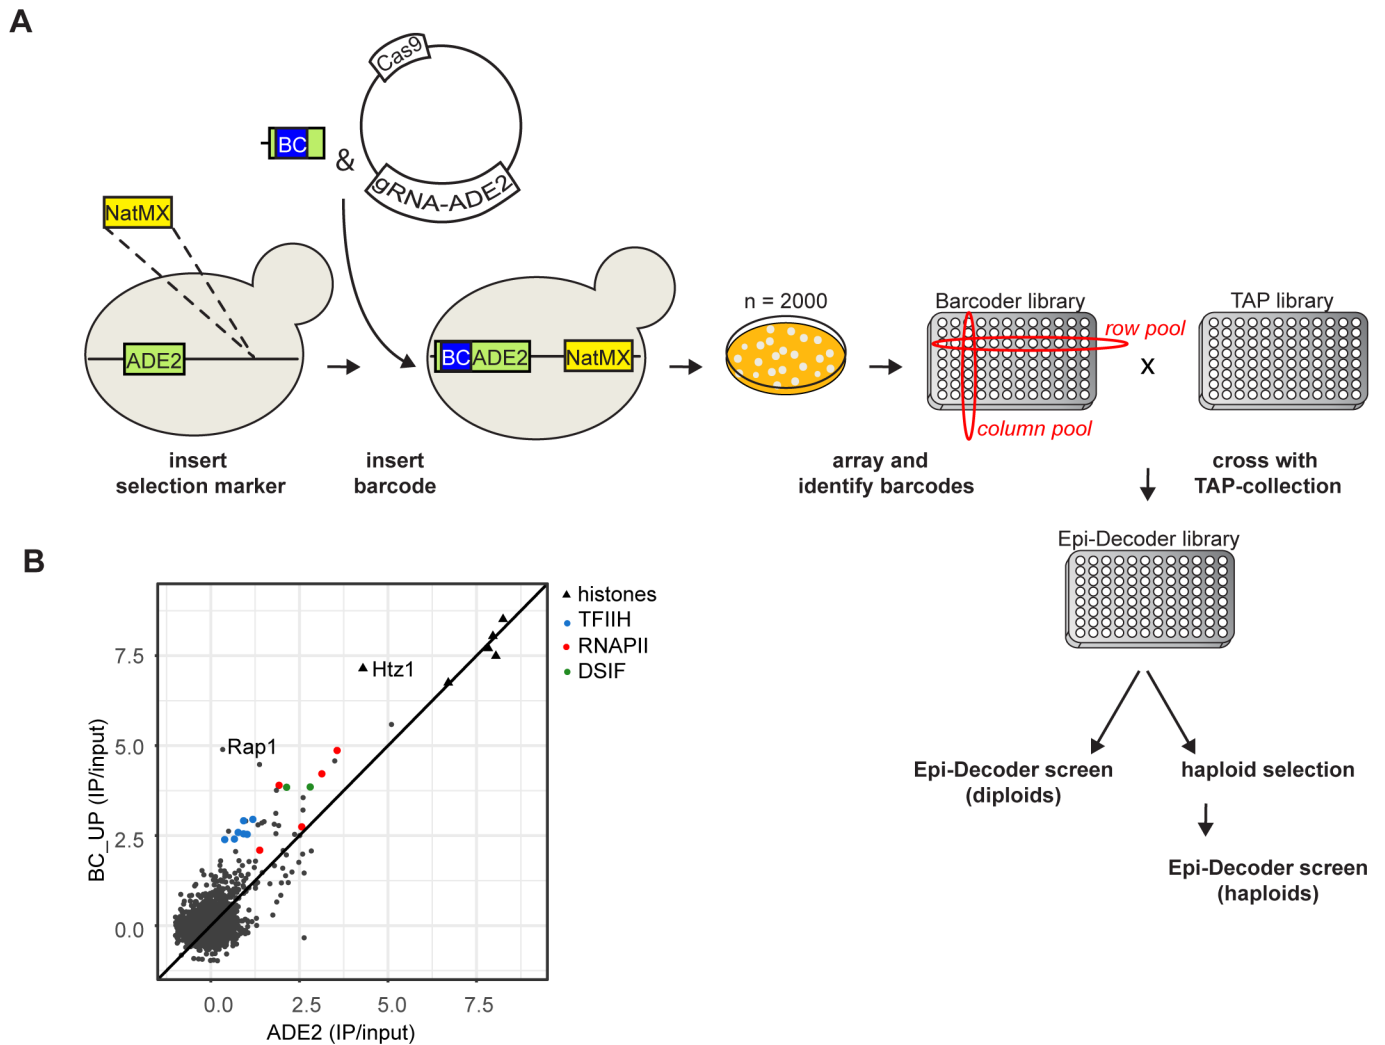 A
Cas9
BC
&
gRNA-ADE2
NatMX
ADE2
BC ADE2
NatMX
n = 2000
Barcoder library
row pool
column pool
x
TAP library
insert
selection marker
insert
barcode
array and
identify barcodes
cross with
TAP-collection
Epi-Decoder library
Epi-Decoder screen
(diploids)
haploid selection
Epi-Decoder screen
(haploids)
B
histones
TFIIH
RNAPII
DSIF
Htz1
Rap1
BC_UP (IP/input)
7.5
5.0
2.5
0.0
0.0 2.5 5.0 7.5
ADE2 (IP/input)